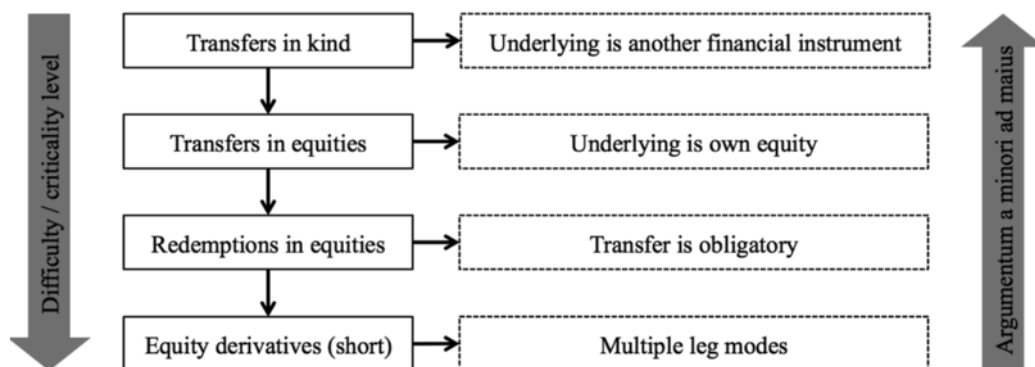 Difficulty / criticality level
Transfers in kind
Underlying is another financial instrument
Transfers in equities
Underlying is own equity
Redemptions in equities
Transfer is obligatory
Equity derivatives (short)
Multiple leg modes
Argumentum a minori ad maius